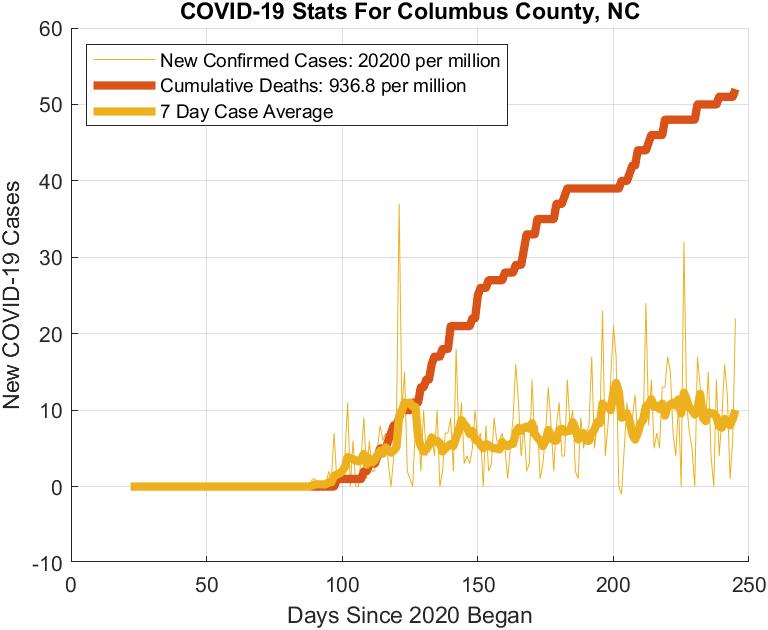 COVID-19 Stats For Columbus County, NC
New Confirmed Cases: 20200 per million
Cumulative Deaths: 936.8 per million
7 Day Case Average
New COVID-19 Cases
60
50
40
30
20
10
0
-10
0 50 100 150 200 250
Days Since 2020 Began